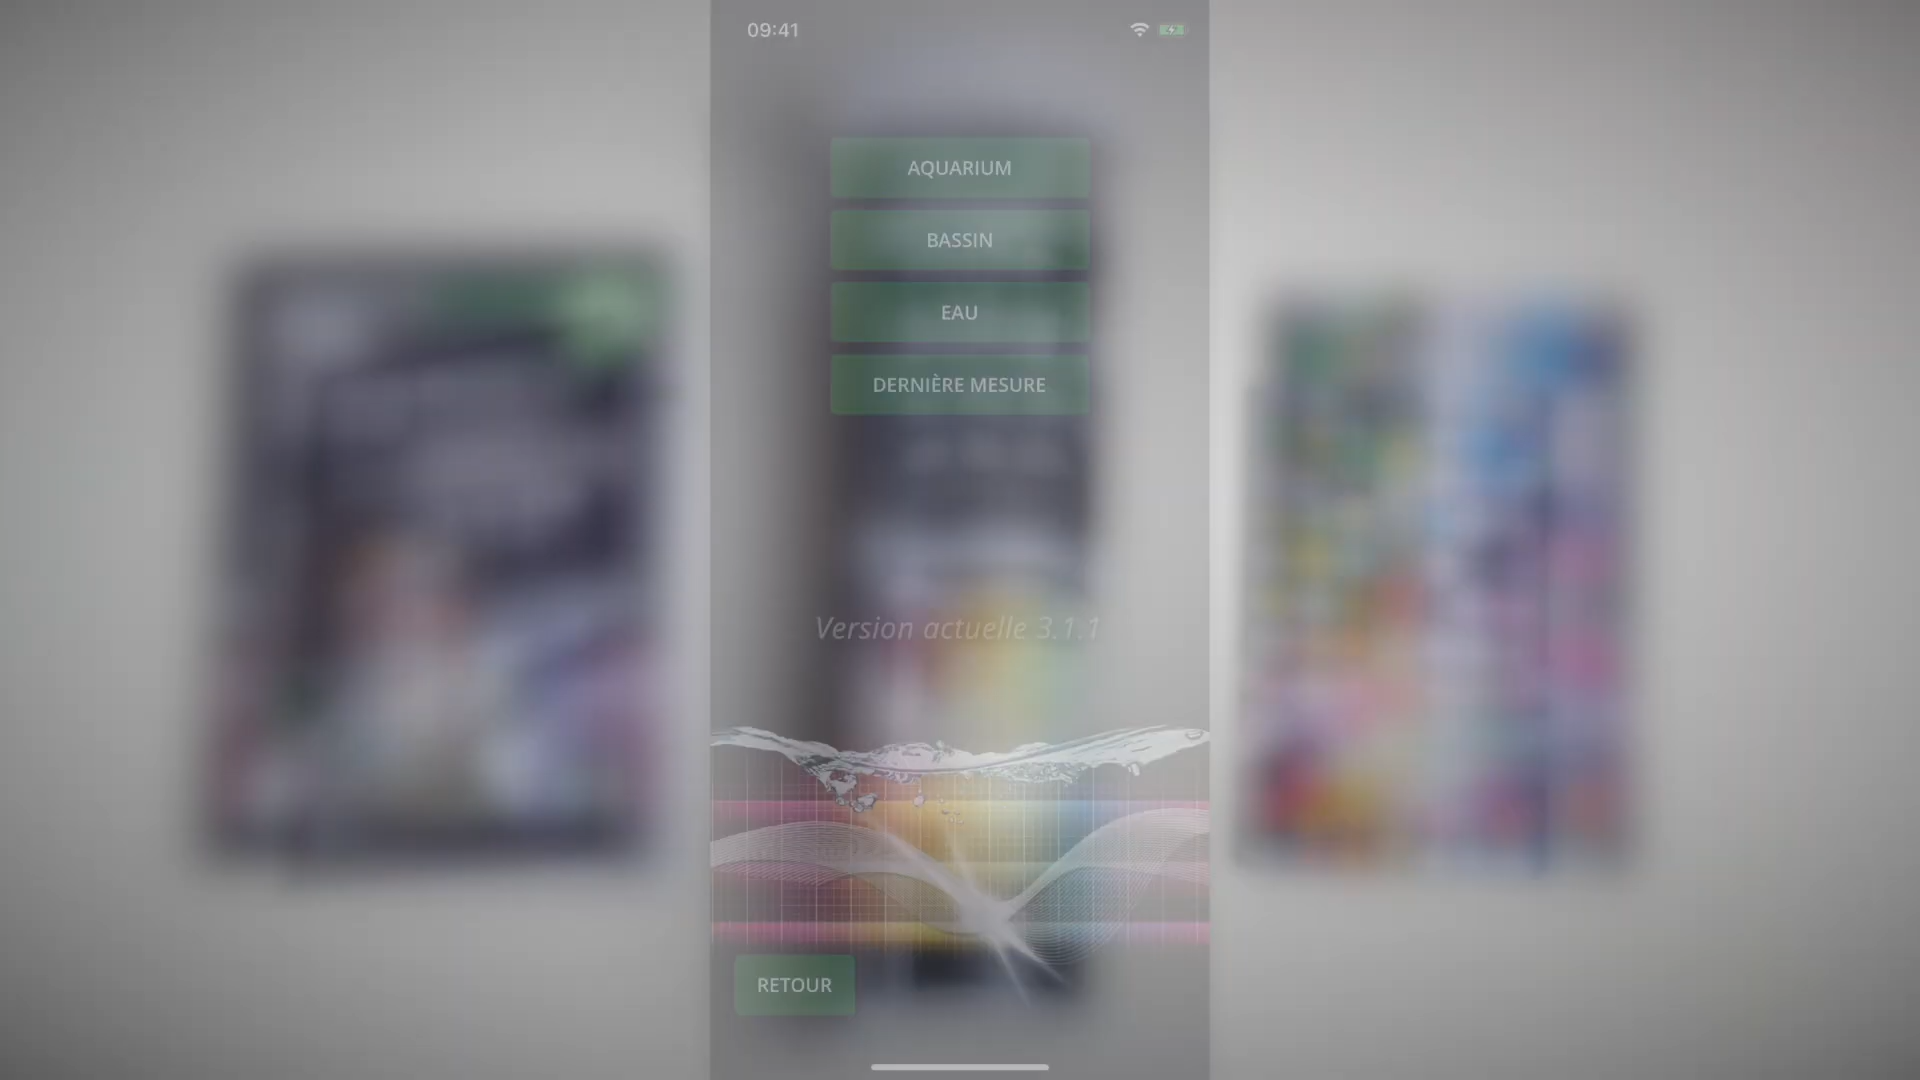 09:41
AQUARIUM
BASSIN
EAU
DERNIÈRE MESURE
Version actuelle 3.1.1
RETOUR